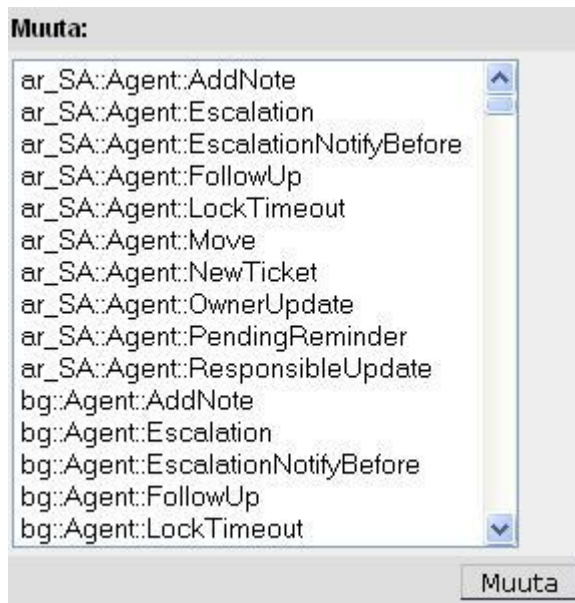 Muuta:
ar_SA::Agent::AddNote
ar_SA::Agent::Escalation
ar_SA::Agent::EscalationNotifyBefore
ar_SA::Agent::FollowUp
ar_SA::Agent::LockTimeout
ar_SA::Agent::Move
ar_SA::Agent::NewTicket
ar_SA::Agent::OwnerUpdate
ar_SA::Agent::PendingReminder
ar_SA::Agent::ResponsibleUpdate
bg::Agent::AddNote
bg::Agent::Escalation
bg::Agent::EscalationNotifyBefore
bg::Agent::FollowUp
bg::Agent::LockTimeout
Muuta